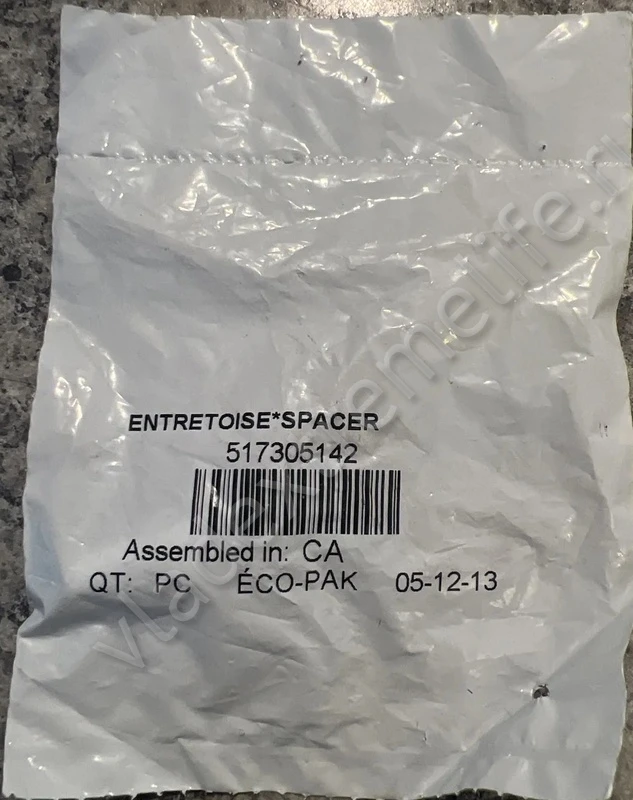 ENTRETOISE*SPACER
517305142
Assembled in: CA
QT: PC ÉCO-PAK 05-12-13